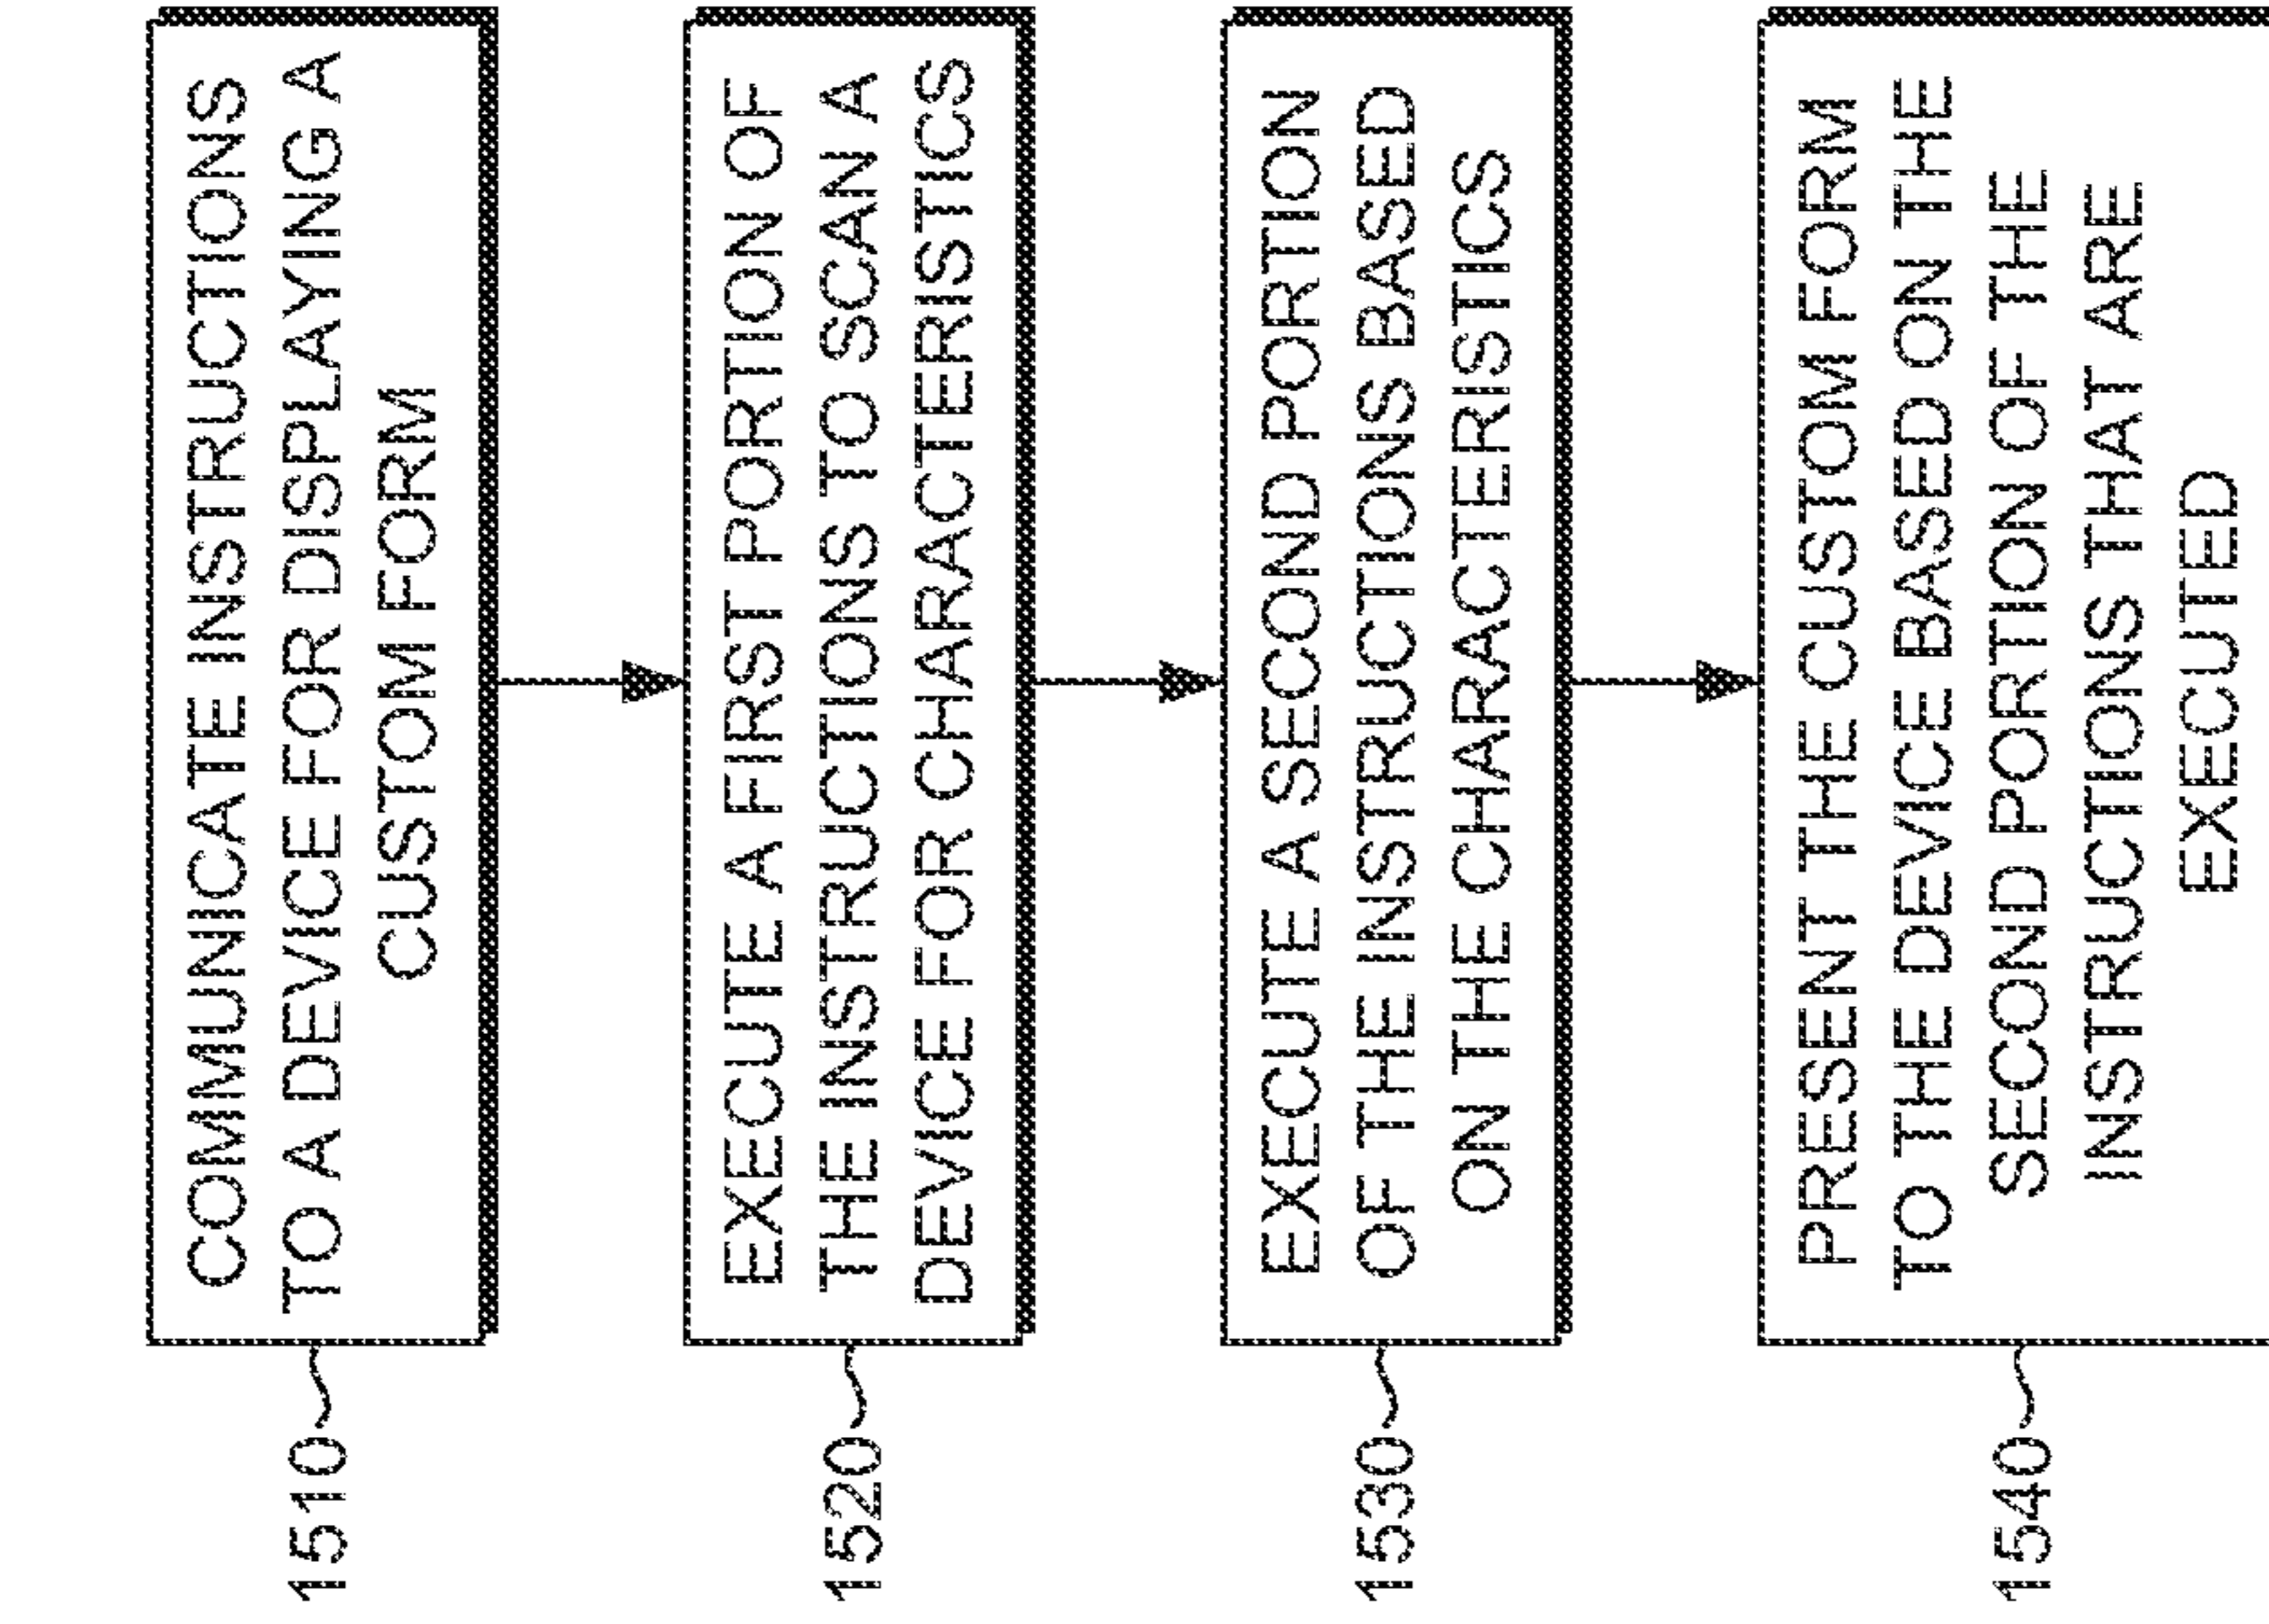 1510
COMMUNICATE INSTRUCTIONS
TO A DEVICE FOR DISPLAYING A
CUSTOM FORM
1520
EXECUTE A FIRST PORTION OF
THE INSTRUCTIONS TO SCAN A
DEVICE FOR CHARACTERISTICS
1530
EXECUTE A SECOND PORTION
OF THE INSTRUCTIONS BASED
ON THE CHARACTERISTICS
1540
PRESENT THE CUSTOM FORM
TO THE DEVICE BASED ON THE
SECOND PORTION OF THE
INSTRUCTIONS THAT ARE
EXECUTED